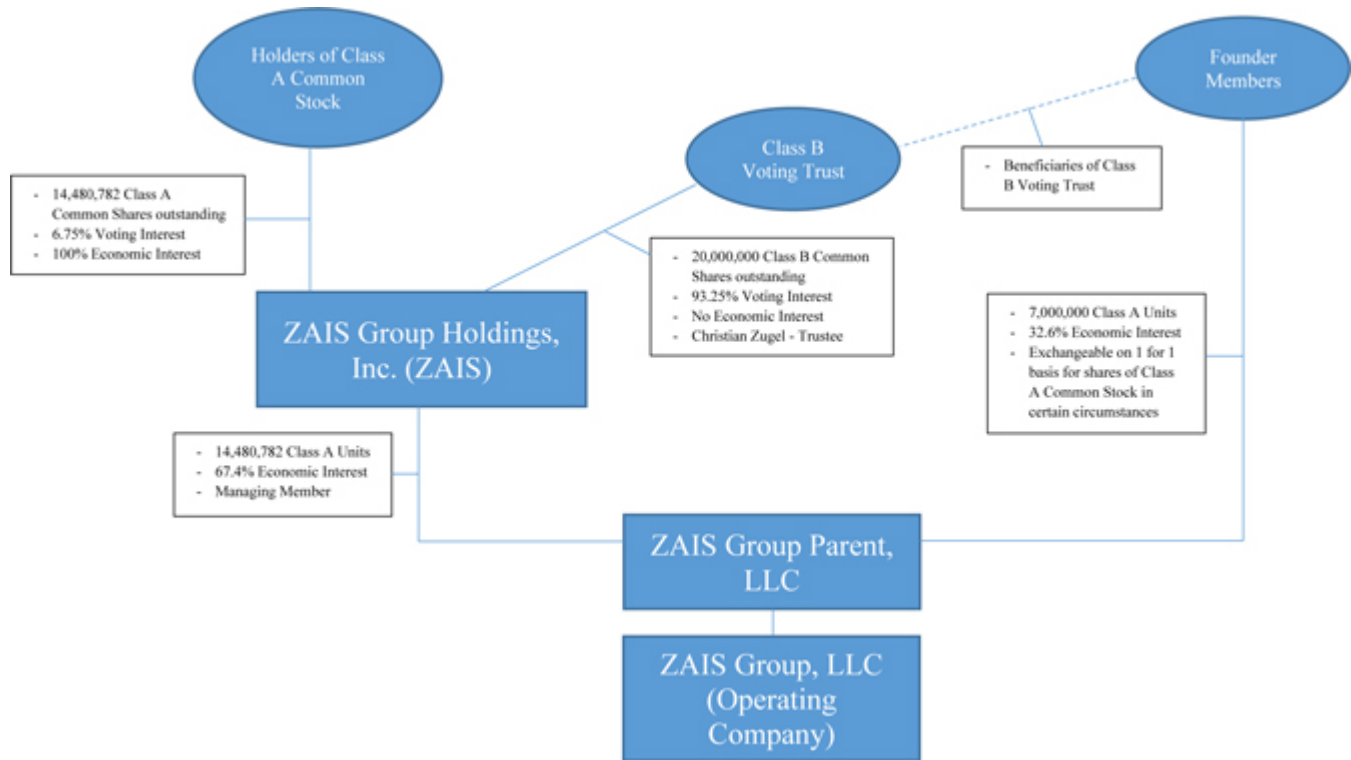 Holders of Class
A Common
Stock
Founder
Members
Class B
Voting Trust
- Beneficiaries of Class
B Voting Trust
- 14,480,782 Class A
Common Shares outstanding
- 6.75% Voting Interest
- 100% Economic Interest
- 20,000,000 Class B Common
Shares outstanding
- 93.25% Voting Interest
- No Economic Interest
- Christian Zugel - Trustee
ZAIS Group Holdings,
Inc. (ZAIS)
- 7,000,000 Class A Units
- 32.6% Economic Interest
- Exchangeable on 1 for 1
basis for shares of Class
A Common Stock in
certain circumstances
- 14,480,782 Class A Units
- 67.4% Economic Interest
- Managing Member
ZAIS Group Parent,
LLC
ZAIS Group, LLC
(Operating
Company)